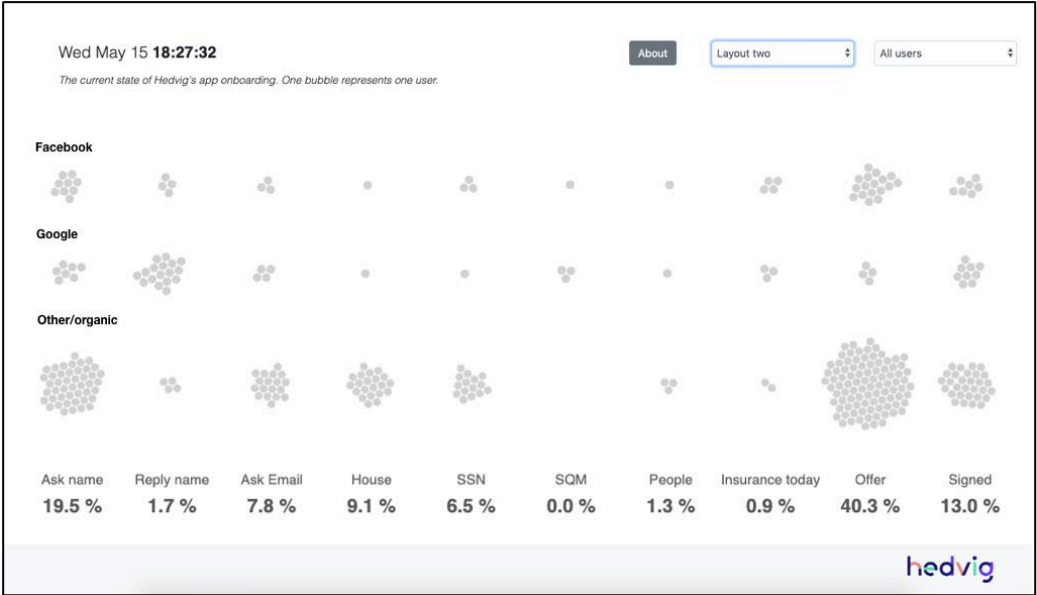 Wed May 15 18:27:32
About
Layout two
All users
The current state of Hedvig's app onboarding. One bubble represents one user.
Facebook
Google
Other/organic
Ask name Reply name Ask Email House SSN SQM People Insurance today Offer Signed
19.5 % 1.7 % 7.8 % 9.1 % 6.5 % 0.0 % 1.3 % 0.9 % 40.3 % 13.0 %
hedvig